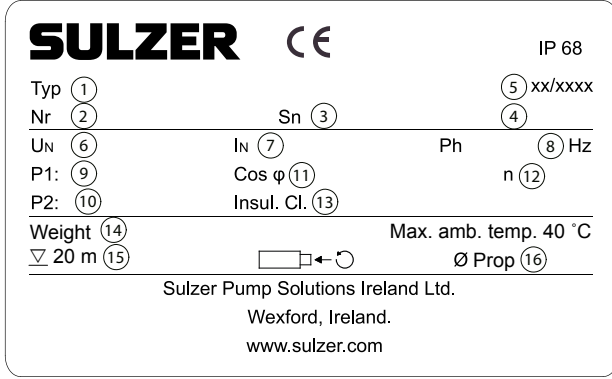 SULZER CE IP 68
Typ 1 5 xx/xxxx
Nr 2 Sn 3 4
UN 6 IN 7 Ph 8 Hz
P1: 9 Cos φ 11 n 12
P2: 10 Insul. Cl. 13
Weight 14 Max. amb. temp. 40 ˚C
20 m 15 Ø Prop 16
Sulzer Pump Solutions Ireland Ltd.
Wexford, Ireland.
www.sulzer.com